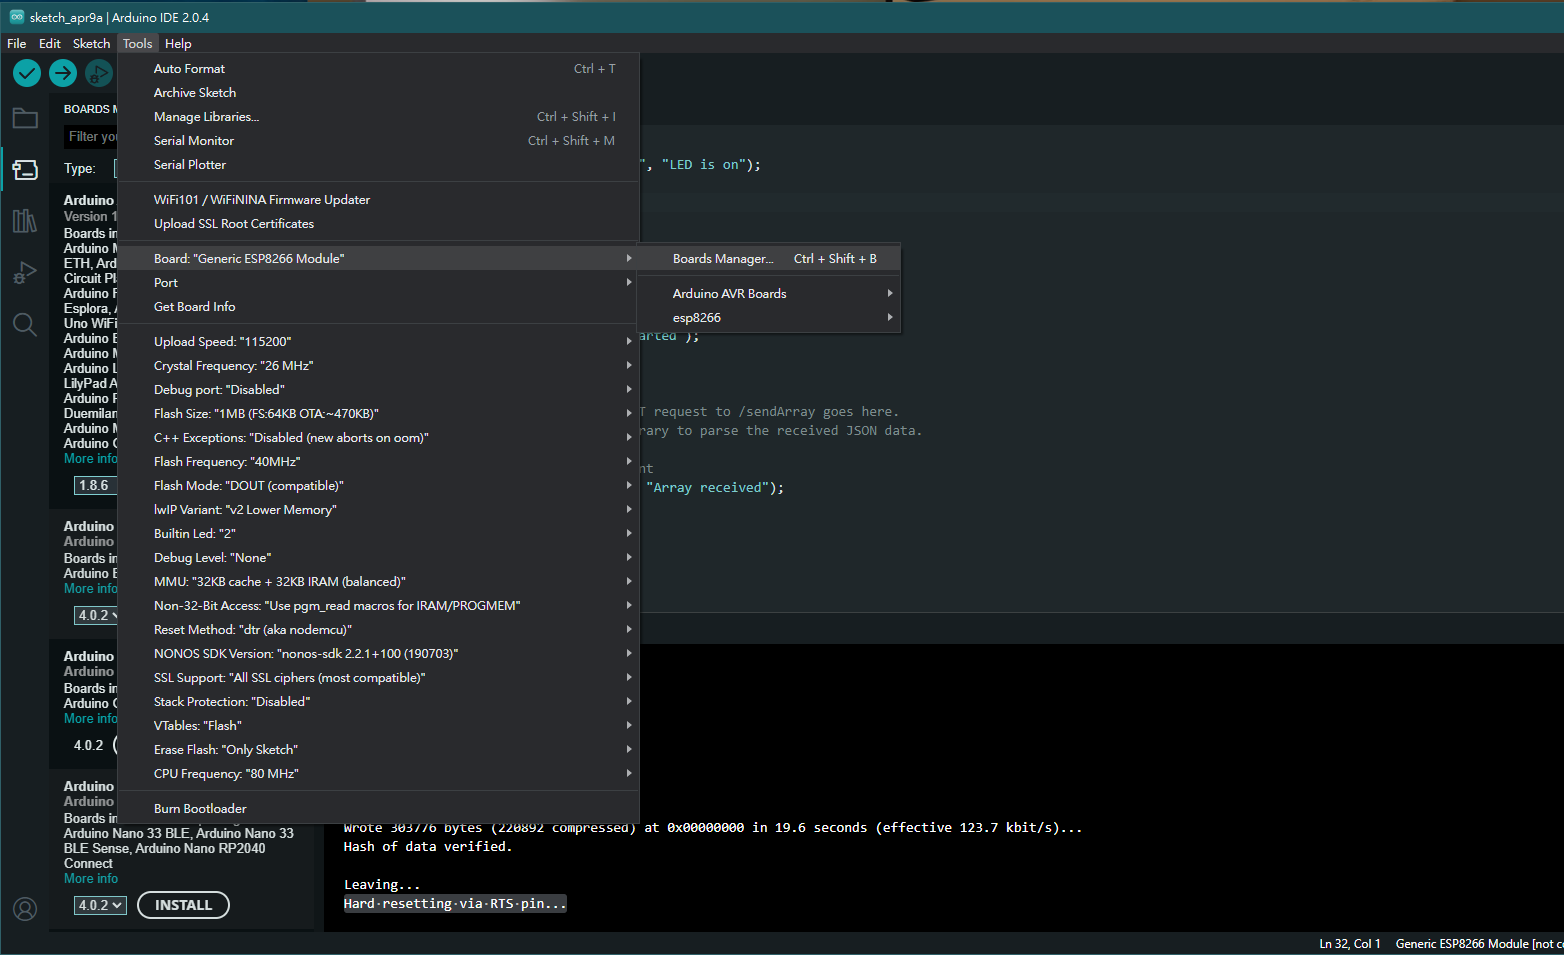 sketch_apr9a | Arduino IDE 2.0.4
File Edit Sketch Tools Help
BOARDS M
Filter you
Type:
Arduino
Version 1
Boards in
Arduino M
ETH, Ard
Circuit Pl
Arduino F
Esplora, A
Uno WiFi
Arduino E
Arduino M
Arduino L
LilyPad A
Arduino P
Duemilan
Arduino M
Arduino G
More info
1.8.6
Arduino
Arduino
Boards in
Arduino E
More info
4.0.2
Arduino
Arduino
Boards in
Arduino O
More info
4.0.2
Arduino
Arduino
Boards in
Arduino Nano 33 BLE, Arduino Nano 33
BLE Sense, Arduino Nano RP2040
Connect
More info
4.0.2 INSTALL
Auto Format Ctrl + T
Archive Sketch
Manage Libraries... Ctrl + Shift + I
Serial Monitor Ctrl + Shift + M
Serial Plotter
WiFi101 / WiFiNINA Firmware Updater
Upload SSL Root Certificates
Board: "Generic ESP8266 Module"
Port
Get Board Info
Upload Speed: "115200"
Crystal Frequency: "26 MHz"
Debug port: "Disabled"
Flash Size: "1MB (FS:64KB OTA:~470KB)"
C++ Exceptions: "Disabled (new aborts on oom)"
Flash Frequency: "40MHz"
Flash Mode: "DOUT (compatible)"
lwIP Variant: "v2 Lower Memory"
Builtin Led: "2"
Debug Level: "None"
MMU: "32KB cache + 32KB IRAM (balanced)"
Non-32-Bit Access: "Use pgm_read macros for IRAM/PROGMEM"
Reset Method: "dtr (aka nodemcu)"
NONOS SDK Version: "nonos-sdk 2.2.1+100 (190703)"
SSL Support: "All SSL ciphers (most compatible)"
Stack Protection: "Disabled"
VTables: "Flash"
Erase Flash: "Only Sketch"
CPU Frequency: "80 MHz"
Burn Bootloader
Boards Manager... Ctrl + Shift + B
Arduino AVR Boards
esp8266
", "LED is on");
arted");
T request to /sendArray goes here.
rary to parse the received JSON data.
nt
"Array received");
Wrote 303776 bytes (220892 compressed) at 0x00000000 in 19.6 seconds (effective 123.7 kbit/s)...
Hash of data verified.
Leaving...
Hard resetting via RTS pin...
Ln 32, Col 1 Generic ESP8266 Module [not co